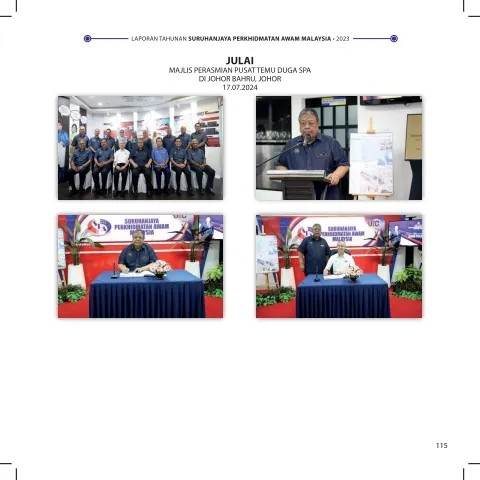 LAPORAN TAHUNAN SURUHANJAYA PERKHIDMATAN AWAM MALAYSIA • 2023
JULAI
MAJLIS PERASMIAN PUSAT TEMU DUGA SPA
DI JOHOR BAHRU, JOHOR
17.07.2024
SURUHANJAYA
PERKHIDMATAN AWAM
MALAYSIA
SURUHANJAYA
PERKHIDMATAN AWAM
MALAYSIA
115